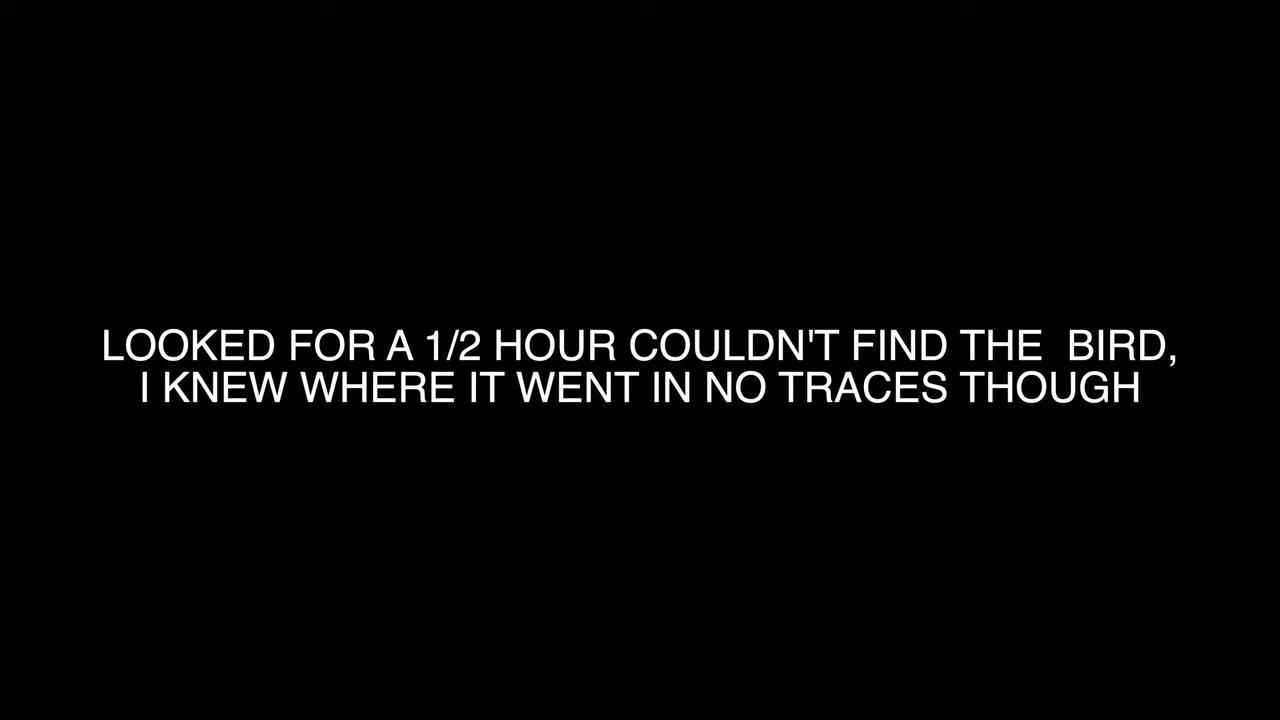 LOOKED FOR A 1/2 HOUR COULDN'T FIND THE  BIRD,
I KNEW WHERE IT WENT IN NO TRACES THOUGH